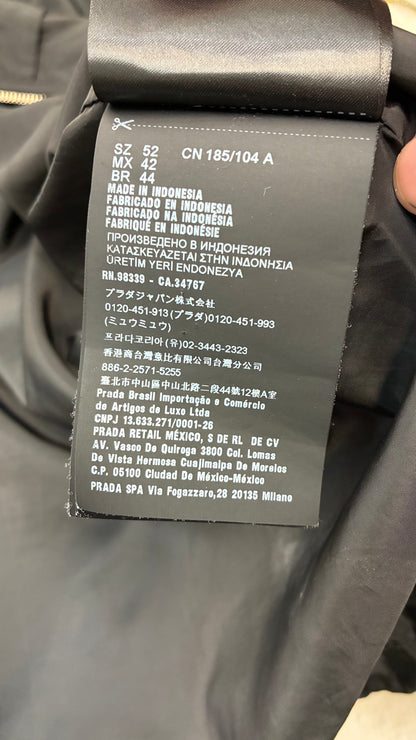 SZ 52 CN 185/104 A
MX 42
BR 44
MADE IN INDONESIA
FABRICADO EN INDONESIA
FABRICADO NA INDONÉSIA
FABRIQUÉ EN INDONÉSIE
ПРОИЗВЕДЕНО В ИНДОНЕЗИЯ
ΚΑΤΑΣΚΕΥΑΖΕΤΑΙ ΣΤΗΝ ΙΝΔΟΝΗΣΙΑ
ÜRETİM YERİ ENDONEZYA
RN.98339 - CA.34767
プラダジャパン株式会社
0120-451-913(プラダ)0120-451-993
(ミュウミュウ)
프라다코리아(유)02-3443-2323
香港商台灣普拉達有限公司台灣分公司
886-2-2571-5255
臺北市中山區中山北路二段44號12樓A室
Prada Brasil Importação e Comércio
de Artigos de Luxo Ltda
CNPJ 13.633.271/0001-26
PRADA RETAIL MÉXICO, S DE RL DE CV
AV. Vasco De Quiroga 3800 Col. Lomas
De Vista Hermosa Cuajimalpa De Morelos
C.P. 05100 Ciudad De México-México
PRADA SPA Via Fogazzaro,28 20135 Milano